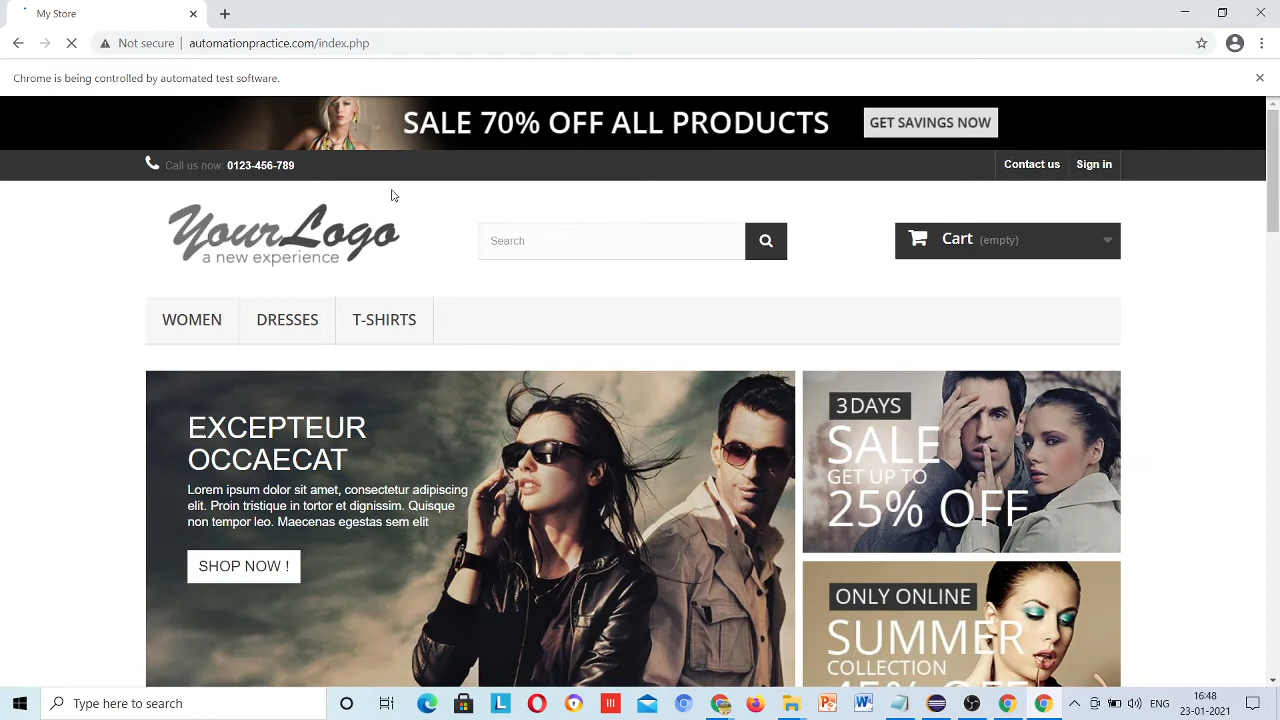 My Store
Not secure
automationpractice.com/index.php
Chrome is being controlled by automated test software.
SALE 70% OFF ALL PRODUCTS
GET SAVINGS NOW
Call us now: 0123-456-789
Contact us
Sign in
YourLogo
a new experience
Search
Cart (empty)
WOMEN
DRESSES
T-SHIRTS
EXCEPTEUR
OCCAECAT
Lorem ipsum dolor sit amet, consectetur adipiscing
elit. Proin tristique in tortor et dignissim. Quisque
non tempor leo. Maecenas egestas sem elit
SHOP NOW !
3 DAYS
SALE
GET UP TO
25% OFF
ONLY ONLINE
SUMMER
COLLECTION
45% OFF
Type here to search
ENG
16:48
23-01-2021